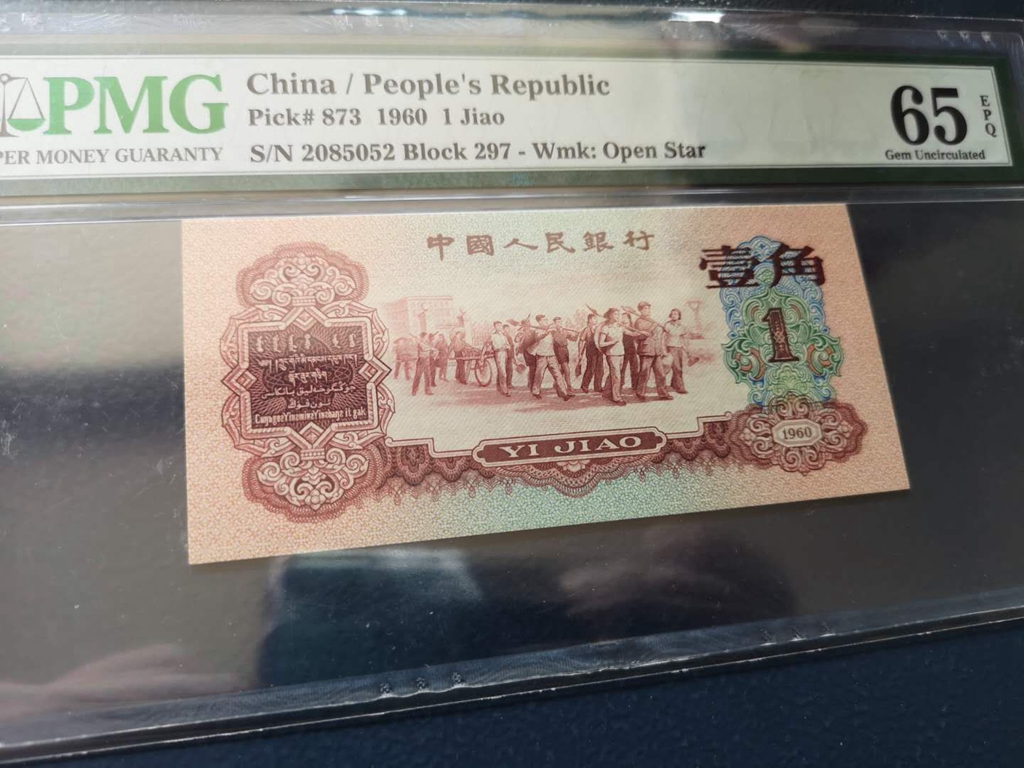 PMG
PER MONEY GUARANTY
China / People's Republic
Pick# 873 1960 1 Jiao
S/N 2085052 Block 297 - Wmk: Open Star
65
EPQ
Gem Uncirculated
中國人民銀行
壹角
1
YI JIAO
1960